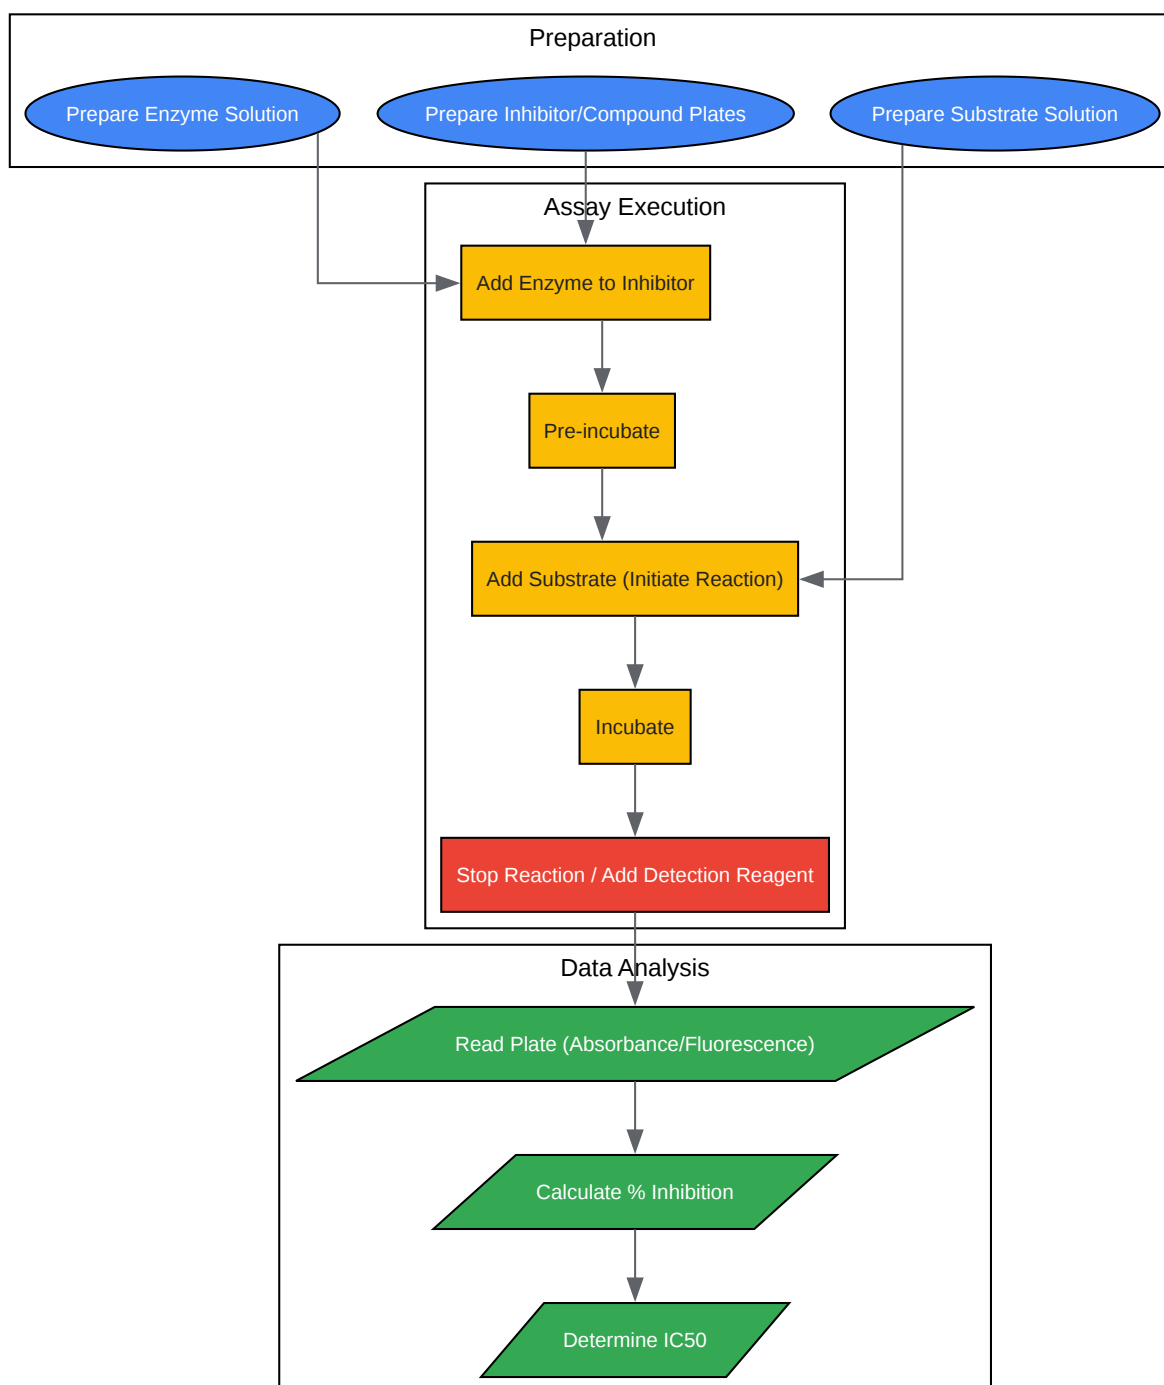 Preparation
Prepare Enzyme Solution
Prepare Inhibitor/Compound Plates
Prepare Substrate Solution
Assay Execution
Add Enzyme to Inhibitor
Pre-incubate
Add Substrate (Initiate Reaction)
Incubate
Stop Reaction / Add Detection Reagent
Data Analysis
Read Plate (Absorbance/Fluorescence)
Calculate % Inhibition
Determine IC50